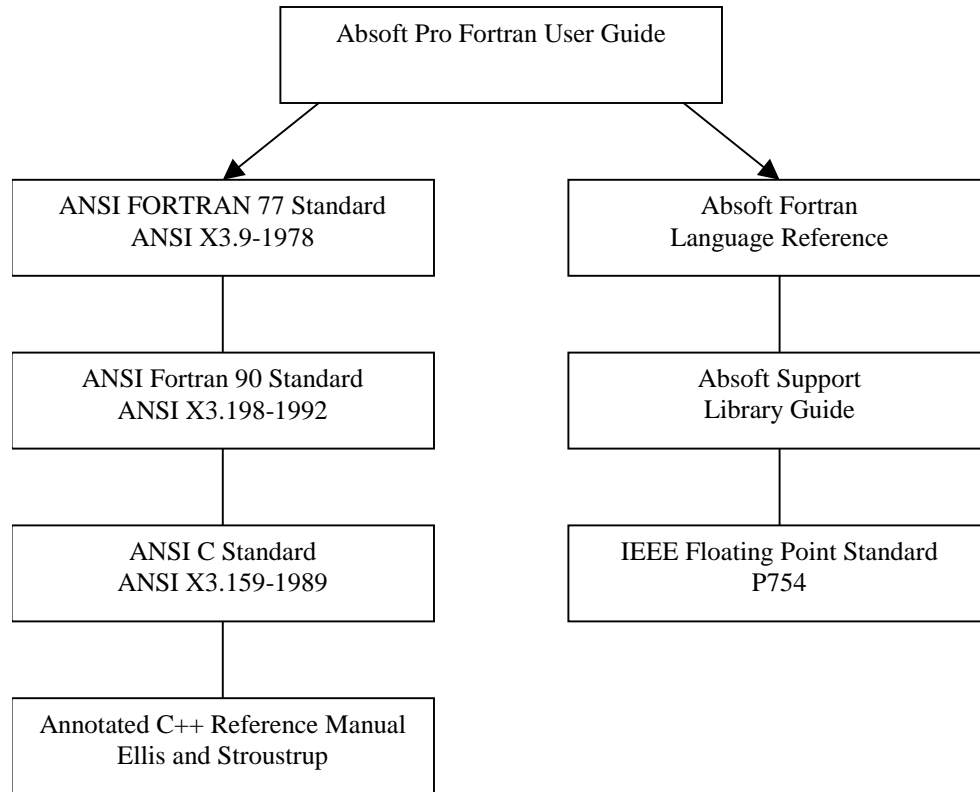 Absoft Pro Fortran User Guide
ANSI FORTRAN 77 Standard
ANSI X3.9-1978
ANSI Fortran 90 Standard
ANSI X3.198-1992
ANSI C Standard
ANSI X3.159-1989
Annotated C++ Reference Manual
Ellis and Stroustrup
Absoft Fortran
Language Reference
Absoft Support
Library Guide
IEEE Floating Point Standard
P754